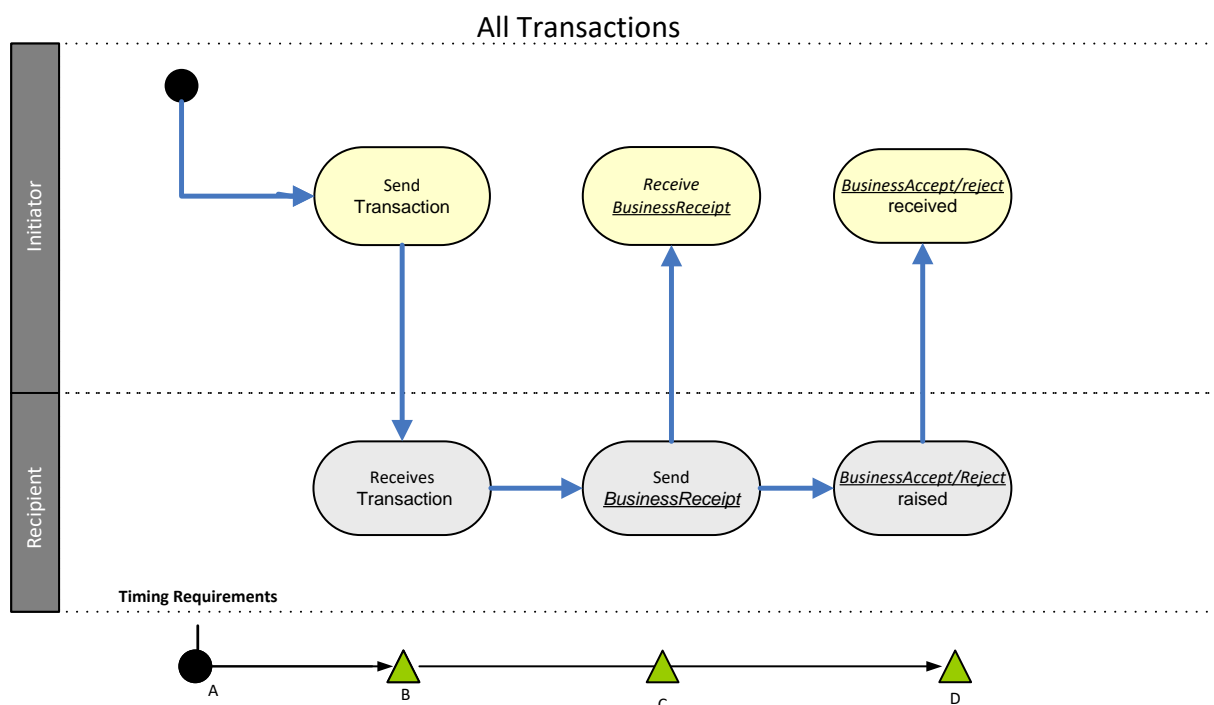 All Transactions
Initiator
Send
Transaction
Receive
BusinessReceipt
BusinessAccept/reject
received
Recipient
Receives
Transaction
Send
BusinessReceipt
BusinessAccept/Reject
raised
Timing Requirements
A
B
C
D